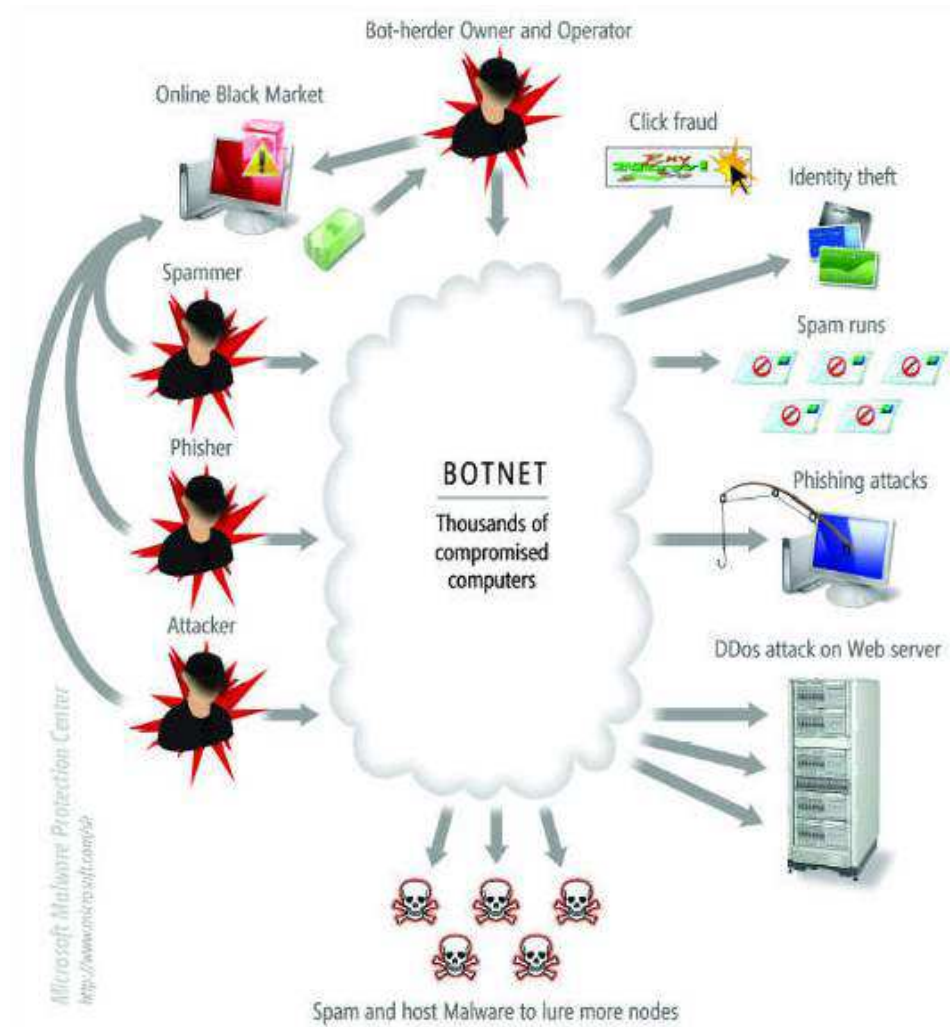 Bot-herder Owner and Operator
Online Black Market
Click fraud
Identity theft
Spammer
Spam runs
Phisher
BOTNET
Thousands of
compromised
computers
Phishing attacks
Attacker
DDos attack on Web server
Microsoft Malware Protection Center
Spam and host Malware to lure more nodes